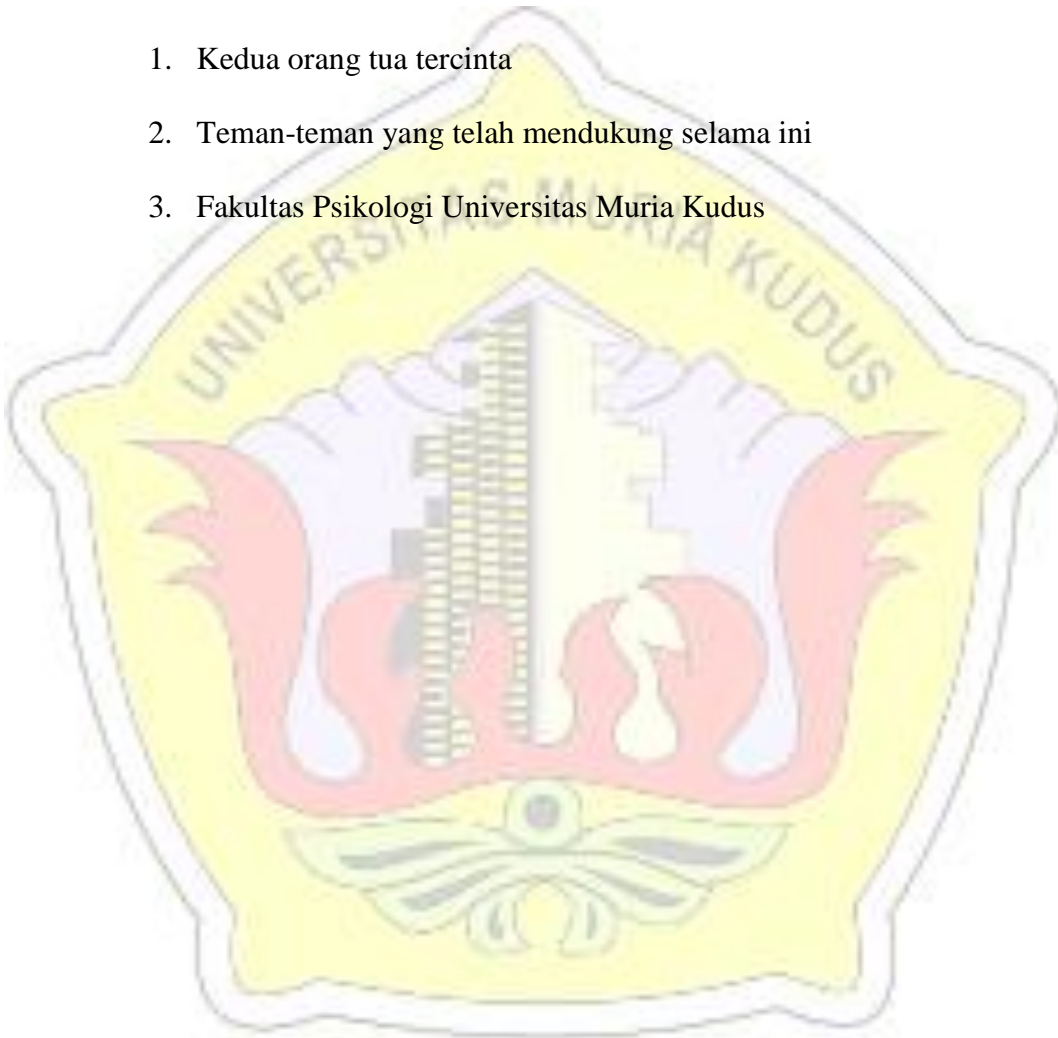 1. Kedua orang tua tercinta
2. Teman-teman yang telah mendukung selama ini
3. Fakultas Psikologi Universitas Muria Kudus
UNIVERSITAS MURIA KUDUS